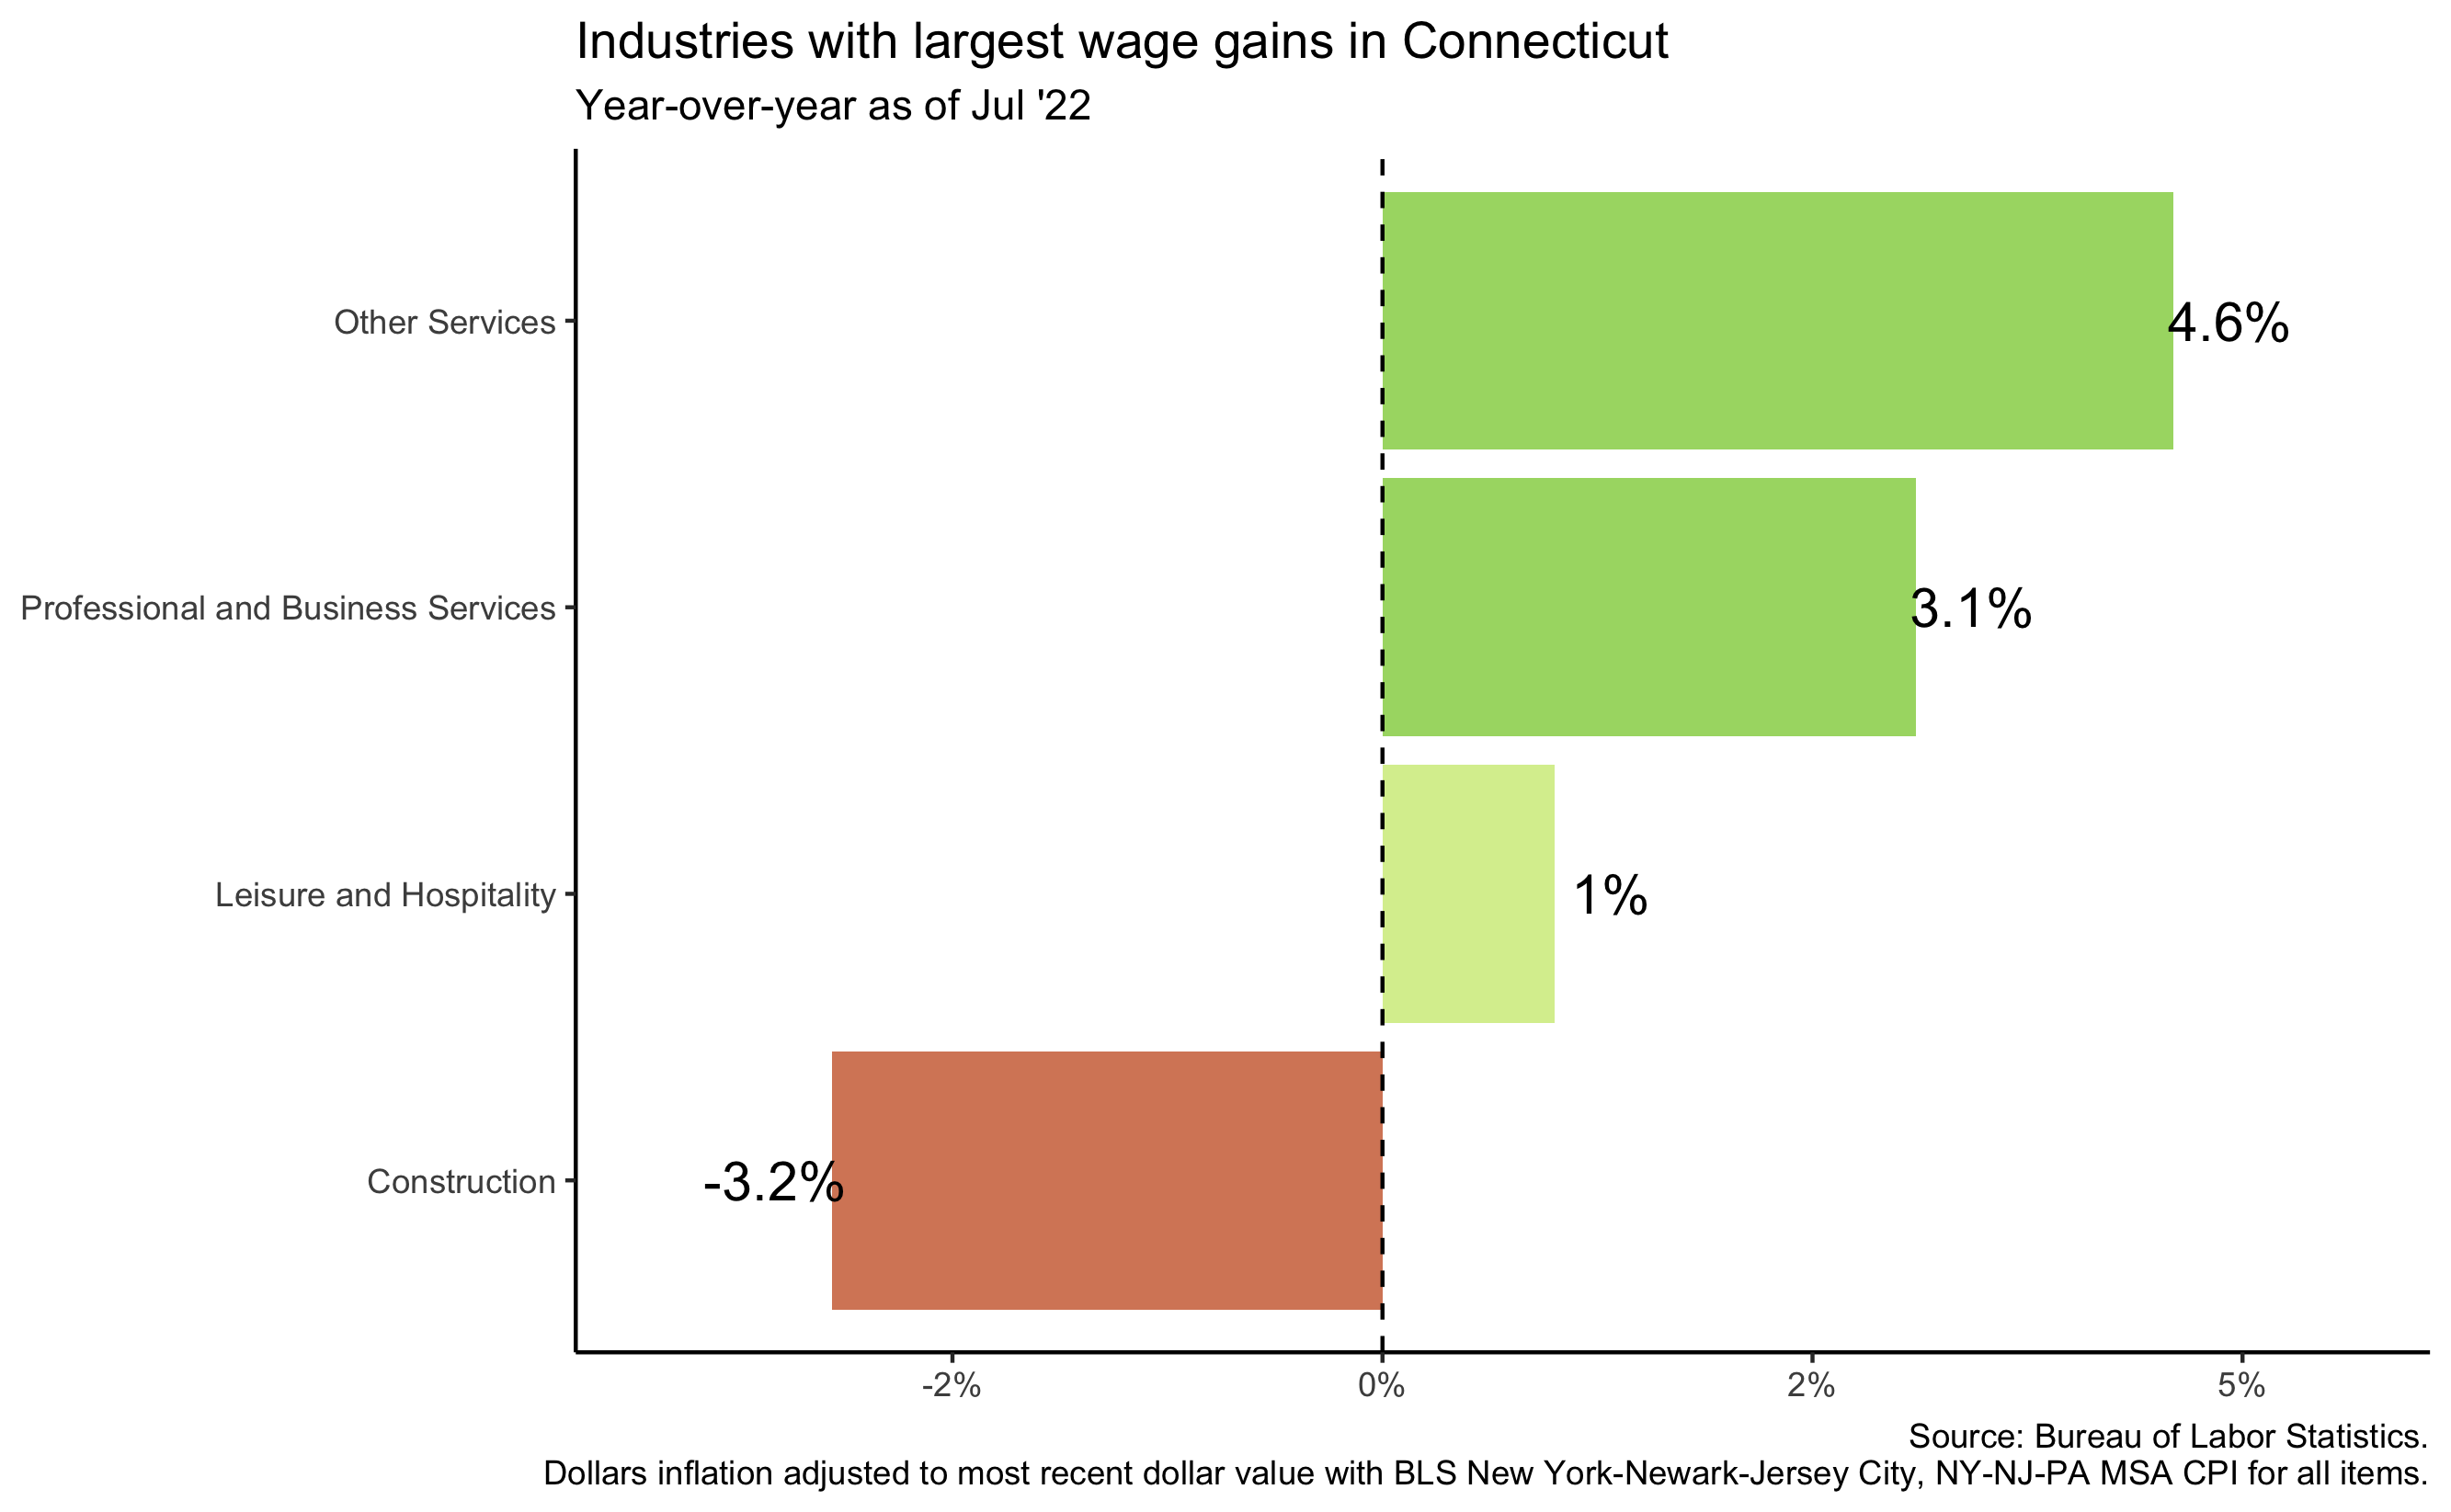 Industries with largest wage gains in Connecticut
Year-over-year as of Jul '22
Other Services
4.6%
Professional and Business Services
3.1%
Leisure and Hospitality
1%
Construction
-3.2%
-2%
0%
2%
5%
Source: Bureau of Labor Statistics.
Dollars inflation adjusted to most recent dollar value with BLS New York-Newark-Jersey City, NY-NJ-PA MSA CPI for all items.